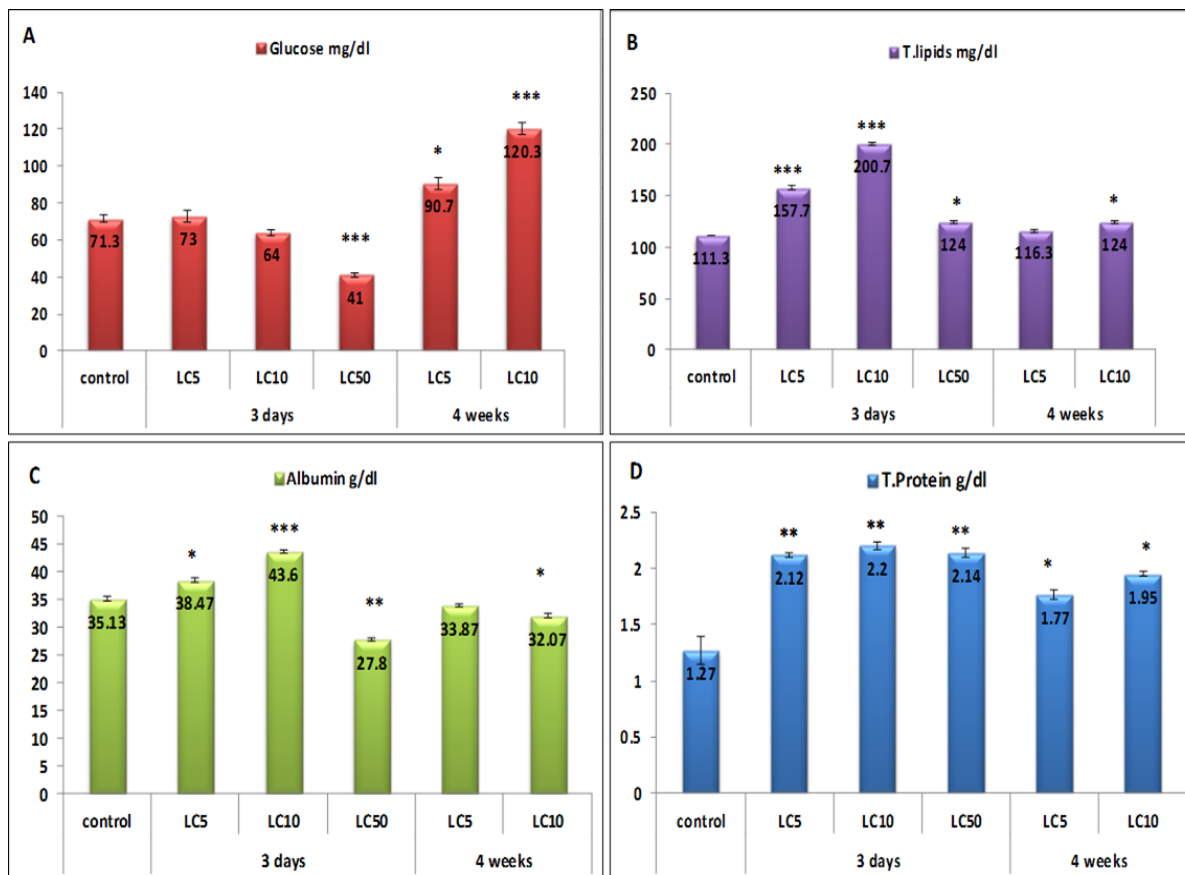 A
Glucose mg/dl
140
120
100
80
60
40
20
0
***
*
***
71.3
73
64
41
90.7
120.3
control
LC5
LC10
LC50
LC5
LC10
3 days
4 weeks
B
T.lipids mg/dl
250
200
150
100
50
0
***
***
*
*
111.3
157.7
200.7
124
116.3
124
control
LC5
LC10
LC50
LC5
LC10
3 days
4 weeks
C
Albumin g/dl
50
45
40
35
30
25
20
15
10
5
0
*
***
**
*
35.13
38.47
43.6
27.8
33.87
32.07
control
LC5
LC10
LC50
LC5
LC10
3 days
4 weeks
D
T.Protein g/dl
2.5
2
1.5
1
0.5
0
**
**
**
*
*
1.27
2.12
2.2
2.14
1.77
1.95
control
LC5
LC10
LC50
LC5
LC10
3 days
4 weeks